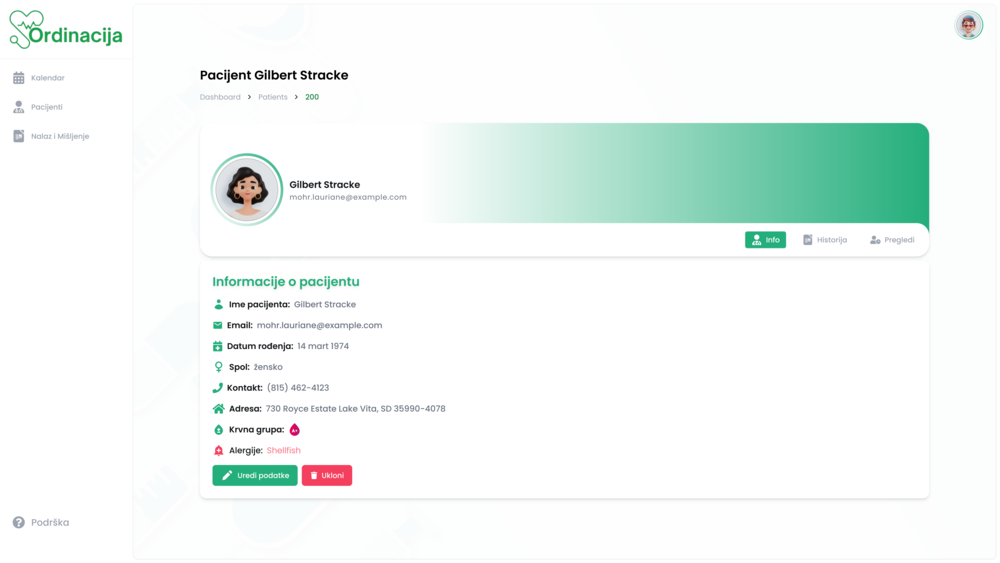 Ordinacija
Kalendar
Pacijenti
Nalaz i Mišljenje
Podrška
Pacijent Gilbert Stracke
Dashboard > Patients > 200
Gilbert Stracke
mohr.lauriane@example.com
Info Historija Pregledi
Informacije o pacijentu
Ime pacijenta: Gilbert Stracke
Email: mohr.lauriane@example.com
Datum rođenja: 14 mart 1974
Spol: žensko
Kontakt: (815) 462-4123
Adresa: 730 Royce Estate Lake Vita, SD 35990-4078
Krvna grupa: A+
Alergije: Shellfish
Uredi podatke Ukloni